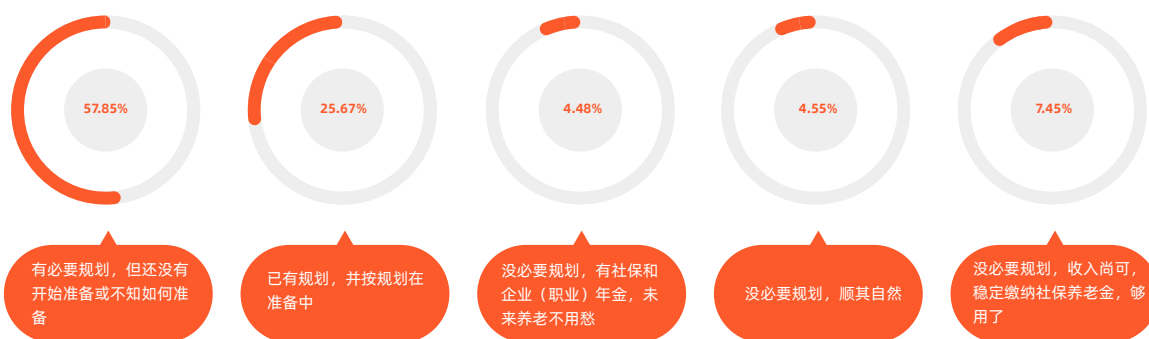 57.85%
25.67%
4.48%
4.55%
7.45%
有必要规划，但还没有
开始准备或不知如何准
备
已有规划，并按规划在
准备中
没必要规划，有社保和
企业（职业）年金，未
来养老不用愁
没必要规划，顺其自然
没必要规划，收入尚可，
稳定缴纳社保养老金，够
用了